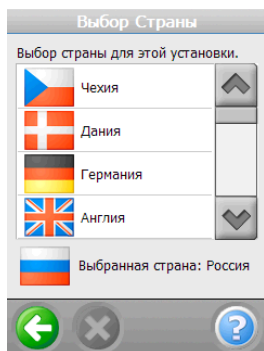 Выбор Страны
Выбор страны для этой установки.
Чехия
Дания
Германия
Англия
Выбранная страна: Россия
?